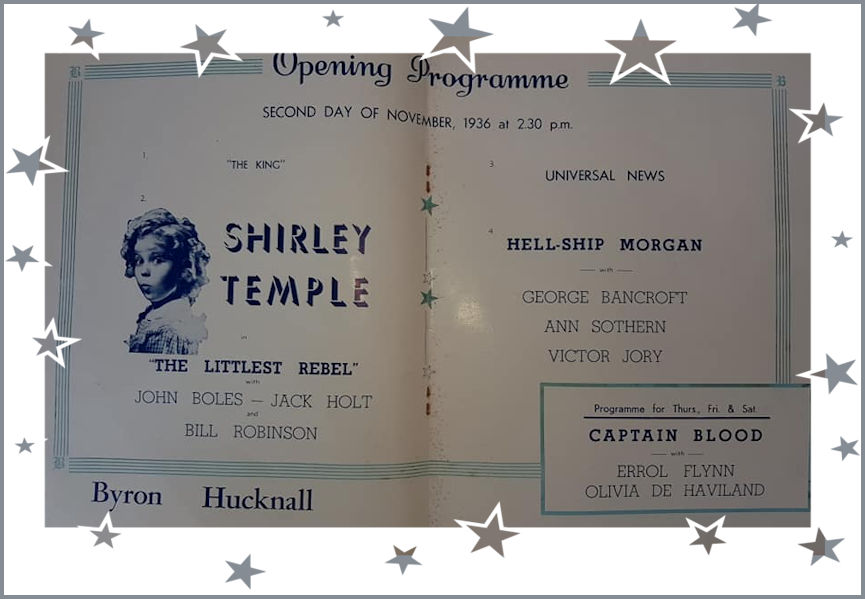 Opening Programme
SECOND DAY OF NOVEMBER, 1936 at 2.30 p.m.
B
B
1.
"THE KING"
2.
SHIRLEY
TEMPLE
in
"THE LITTLEST REBEL"
with
JOHN BOLES — JACK HOLT
and
BILL ROBINSON
B
Byron Hucknall
3.
UNIVERSAL NEWS
4.
HELL-SHIP MORGAN
— with —
GEORGE BANCROFT
ANN SOTHERN
VICTOR JORY
Programme for Thurs., Fri. & Sat.
CAPTAIN BLOOD
— with —
ERROL FLYNN
OLIVIA DE HAVILAND